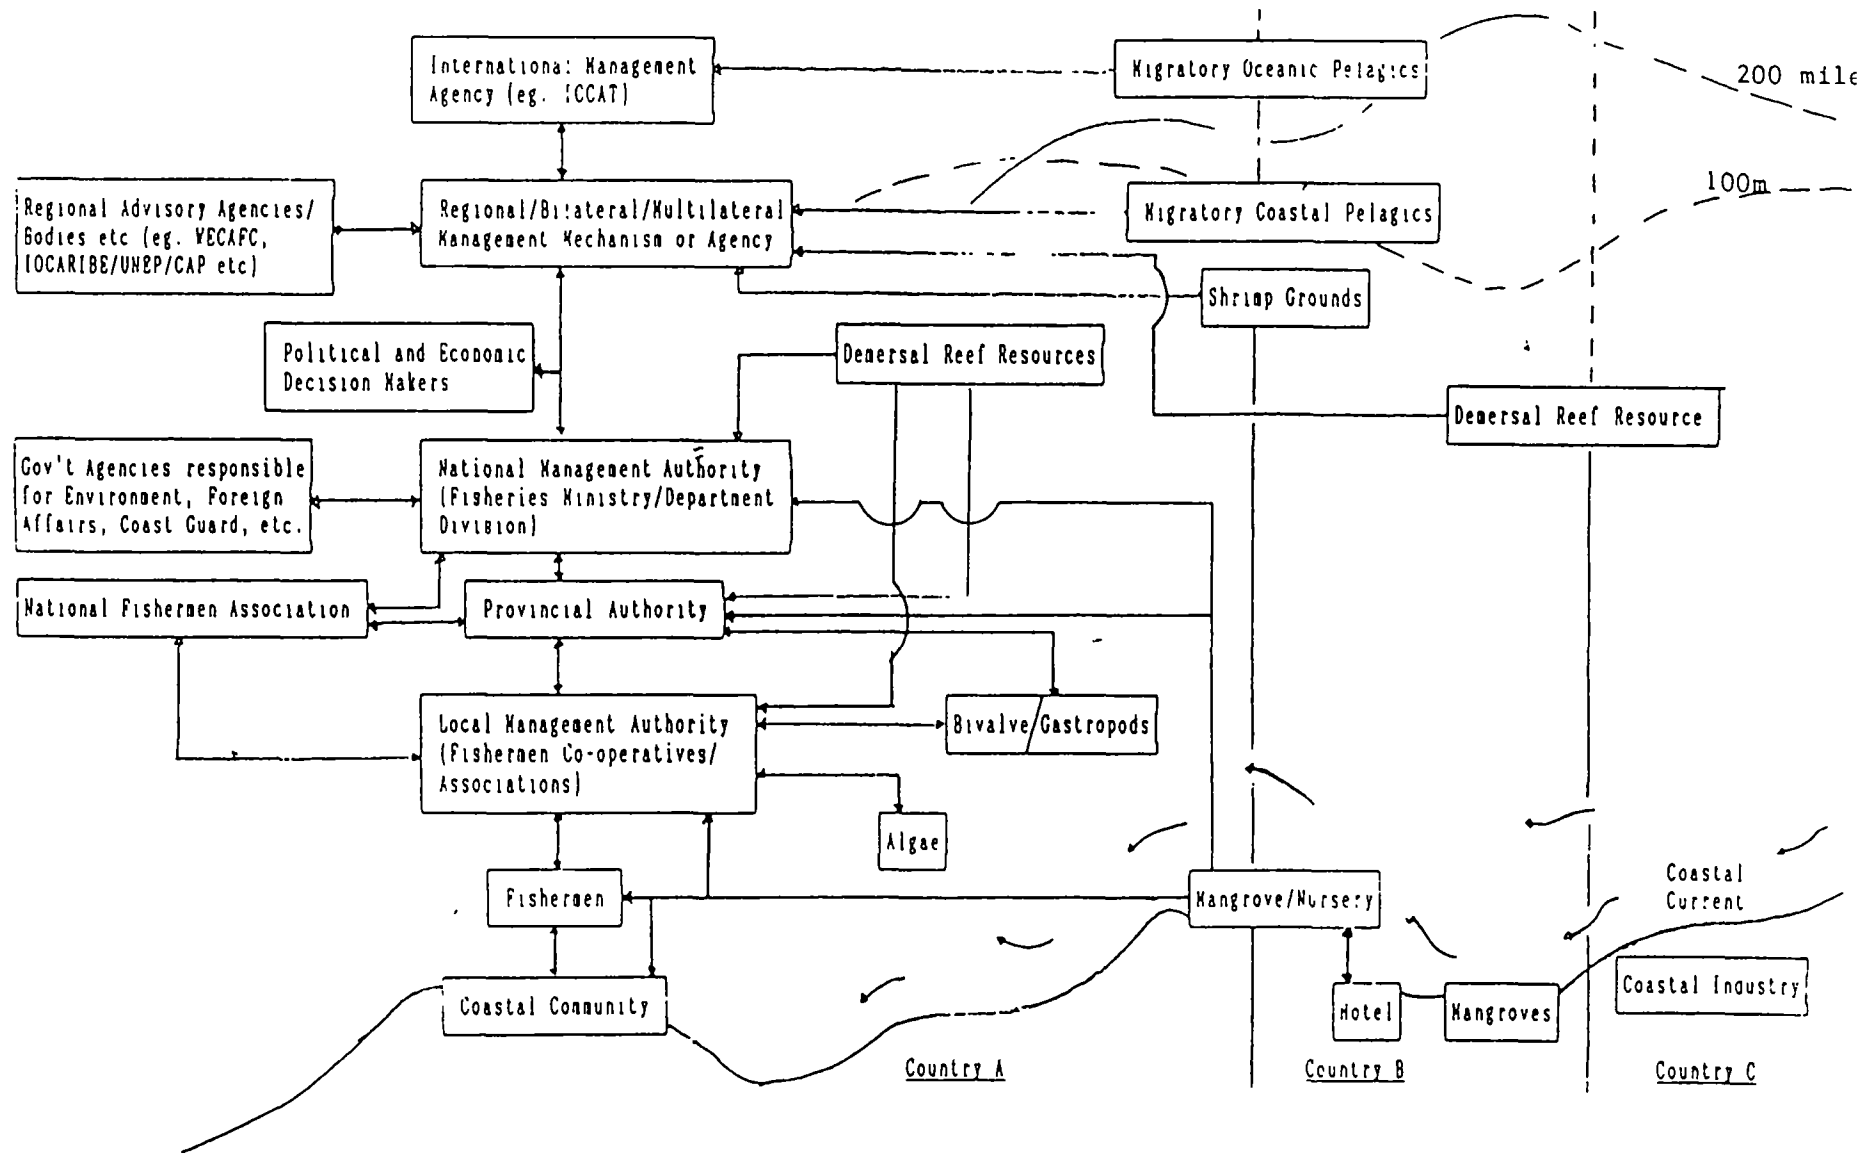 International Management
Agency (eg. ICCAT)
Migratory Oceanic Pelagics
200 mile
Regional Advisory Agencies/
Bodies etc (eg. WECAFC,
IOCARIBE/UNEP/CAP etc)
Regional/Bilateral/Multilateral
Management Mechanism or Agency
Migratory Coastal Pelagics
100m
Shrimp Grounds
Political and Economic
Decision Makers
Demersal Reef Resources
Demersal Reef Resource
Gov't Agencies responsible
for Environment, Foreign
Affairs, Coast Guard, etc.
National Management Authority
(Fisheries Ministry/Department
Division)
National Fishermen Association
Provincial Authority
Local Management Authority
(Fishermen Co-operatives/
Associations)
Bivalve/Gastropods
Algae
Fishermen
Mangrove/Nursery
Coastal
Current
Coastal Community
Hotel
Mangroves
Coastal Industry
Country A
Country B
Country C